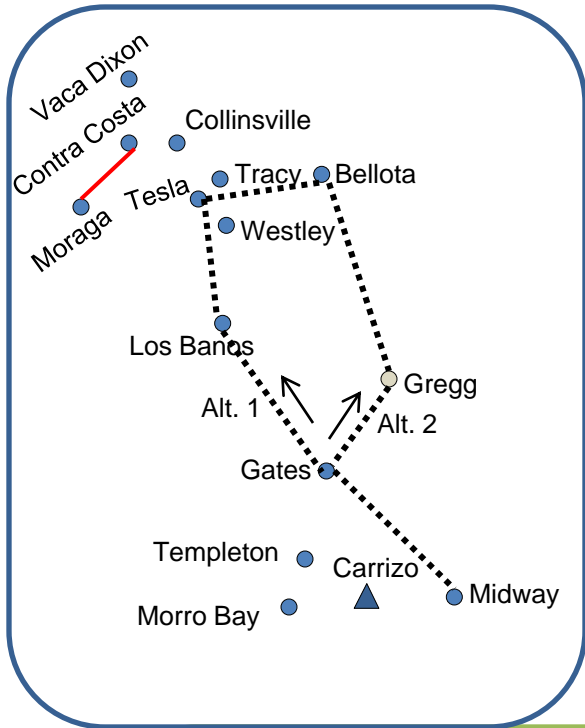 Vaca Dixon
Contra Costa
Collinsville
Moraga
Tesla
Tracy
Bellota
Westley
Los Banos
Gregg
Alt. 1
Alt. 2
Gates
Templeton
Carrizo
Morro Bay
Midway